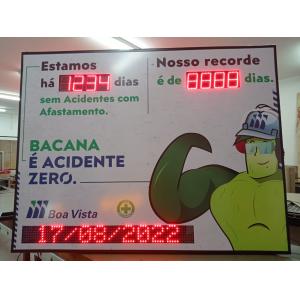 Estamos
há 1234 dias
sem Acidentes com
Afastamento.
Nosso recorde
é de 0000 dias.
BACANA
É ACIDENTE
ZERO.
Boa Vista
17/08/2022